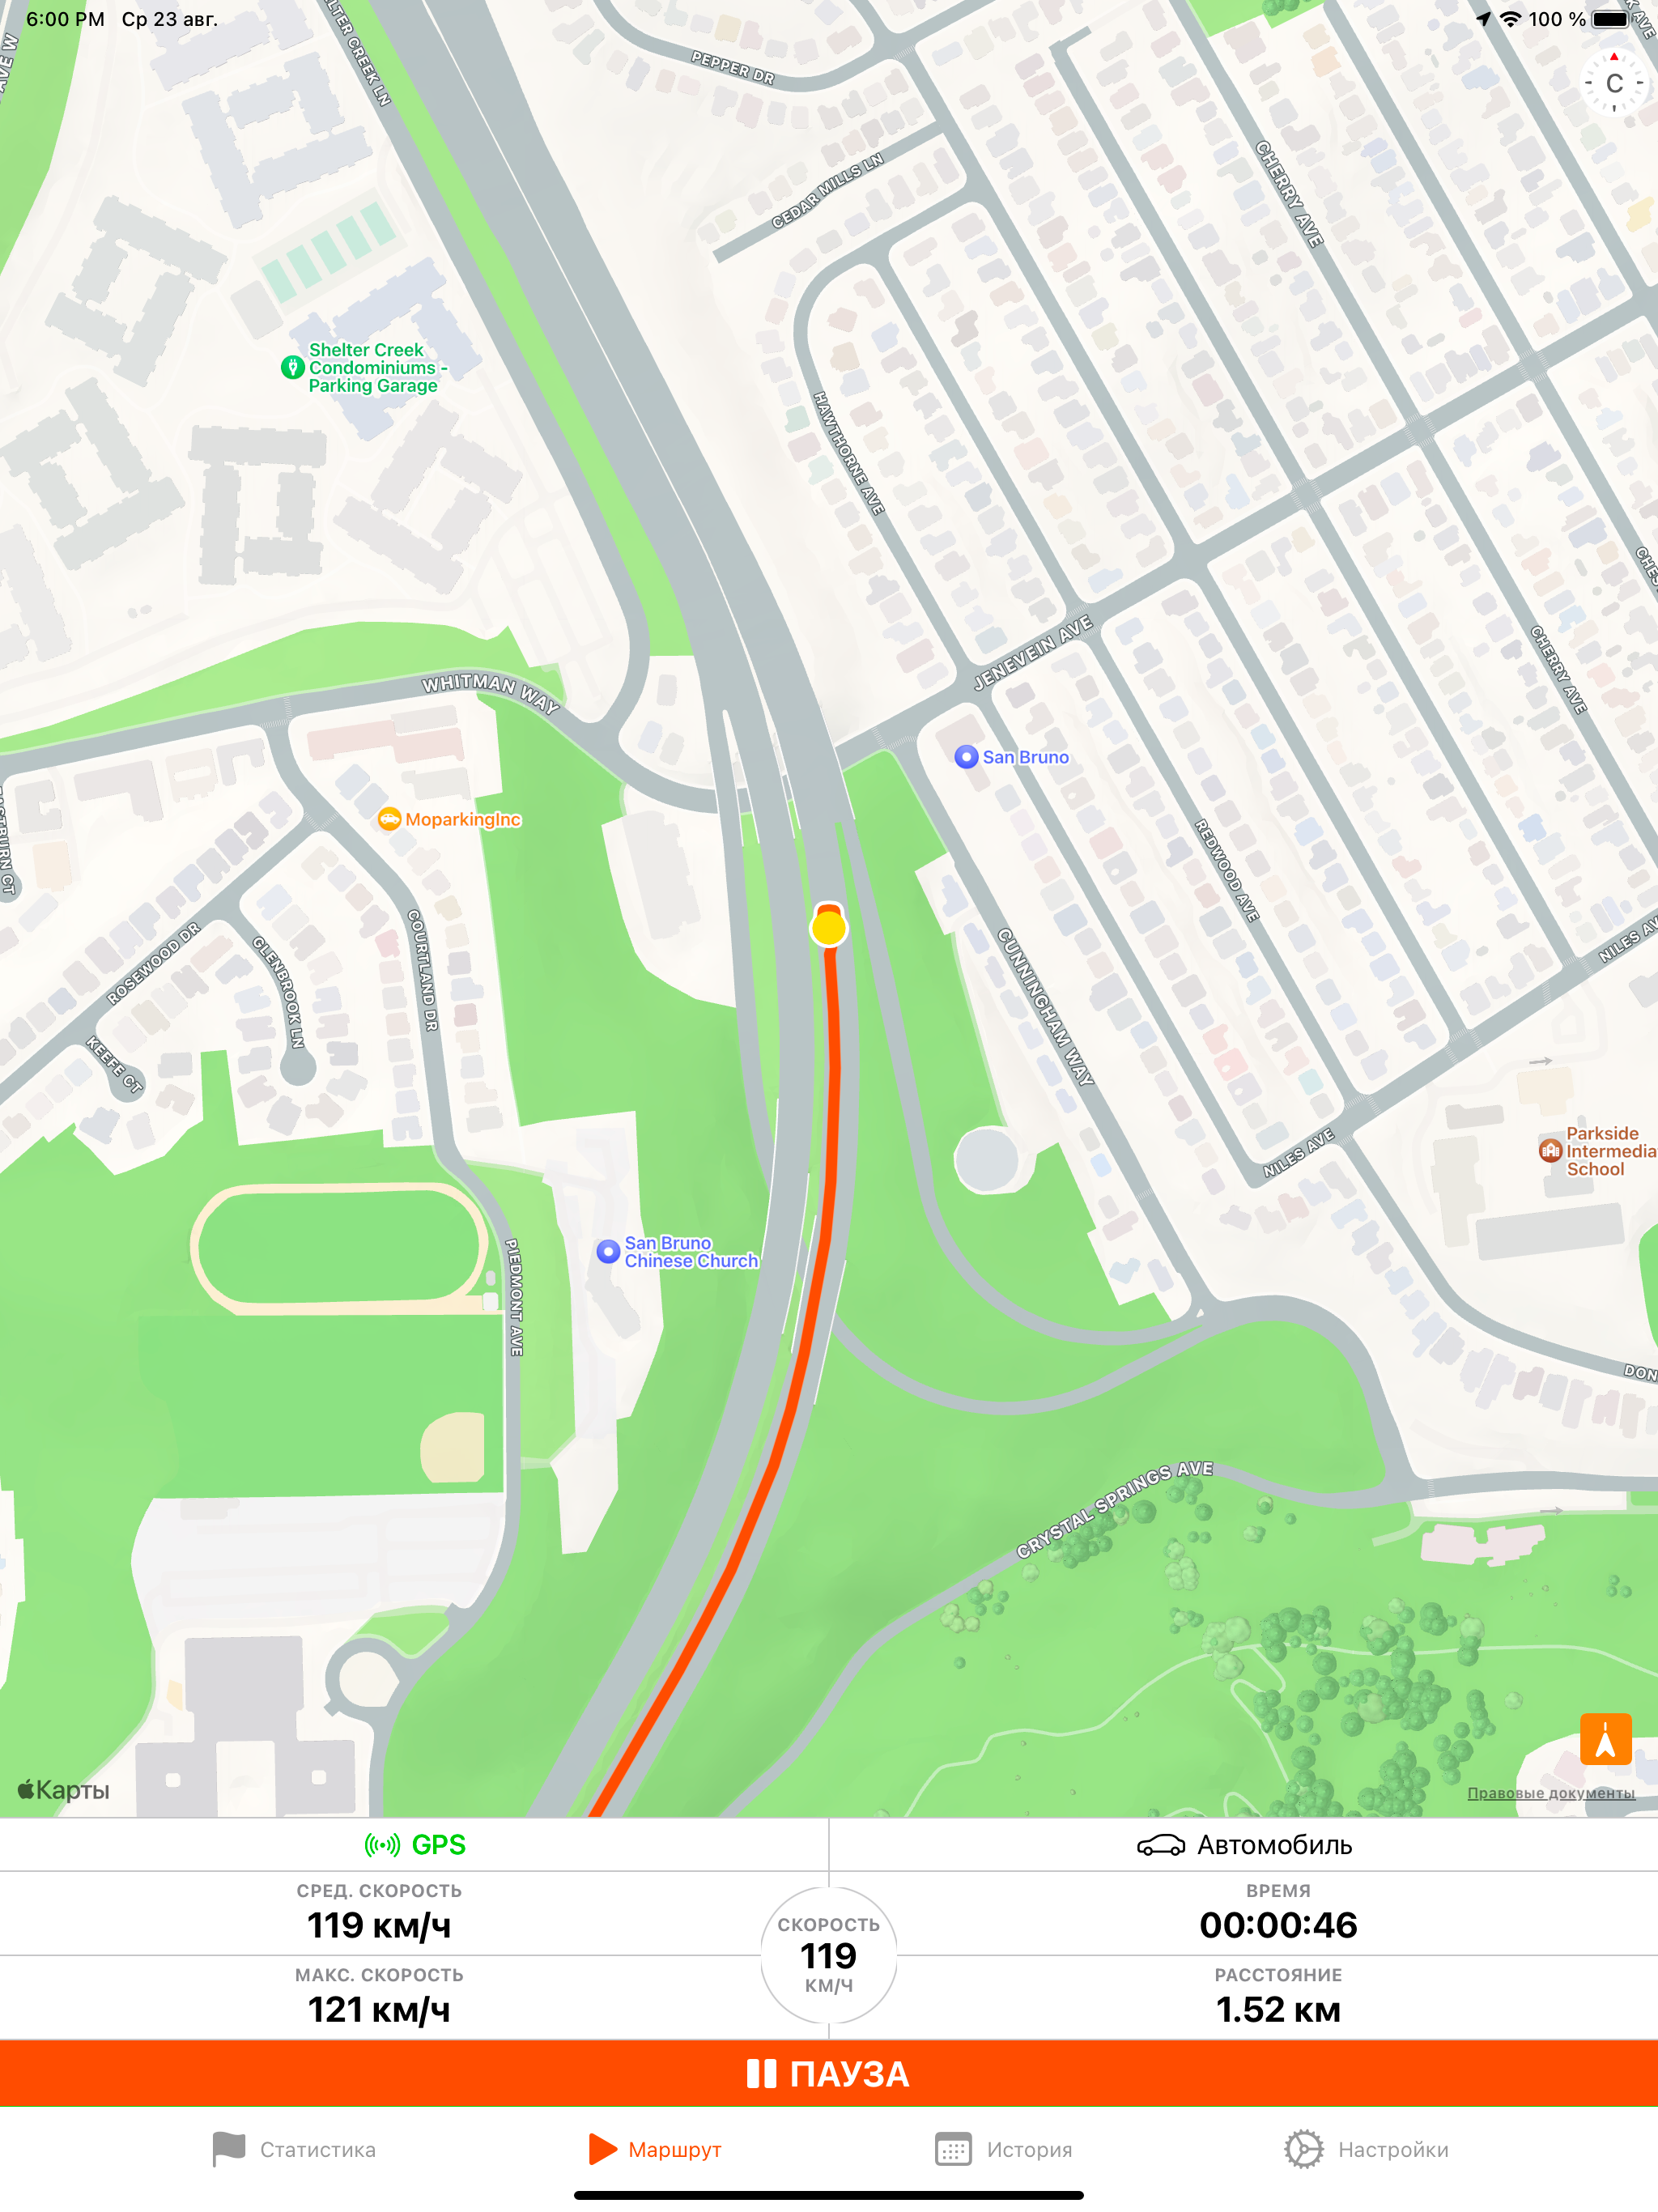 6:00 PM Ср 23 авг.
100 %
C
PEPPER DR
CEDAR MILLS LN
CHERRY AVE
Shelter Creek
Condominiums -
Parking Garage
HAWTHORNE AVE
JENEVEIN AVE
CHERRY AVE
WHITMAN WAY
San Bruno
MoparkingInc
REDWOOD AVE
COURTLAND DR
ROSEWOOD DR
GLENBROOK LN
KEEFE CT
CUNNINGHAM WAY
NILES AV
NILES AVE
Parkside
Intermedia
School
San Bruno
Chinese Church
PIEDMONT AVE
DON
CRYSTAL SPRINGS AVE
Карты
Правовые документы
GPS
Автомобиль
СРЕД. СКОРОСТЬ
119 км/ч
ВРЕМЯ
00:00:46
СКОРОСТЬ
119
КМ/Ч
МАКС. СКОРОСТЬ
121 км/ч
РАССТОЯНИЕ
1.52 км
ПАУЗА
Статистика
Маршрут
История
Настройки